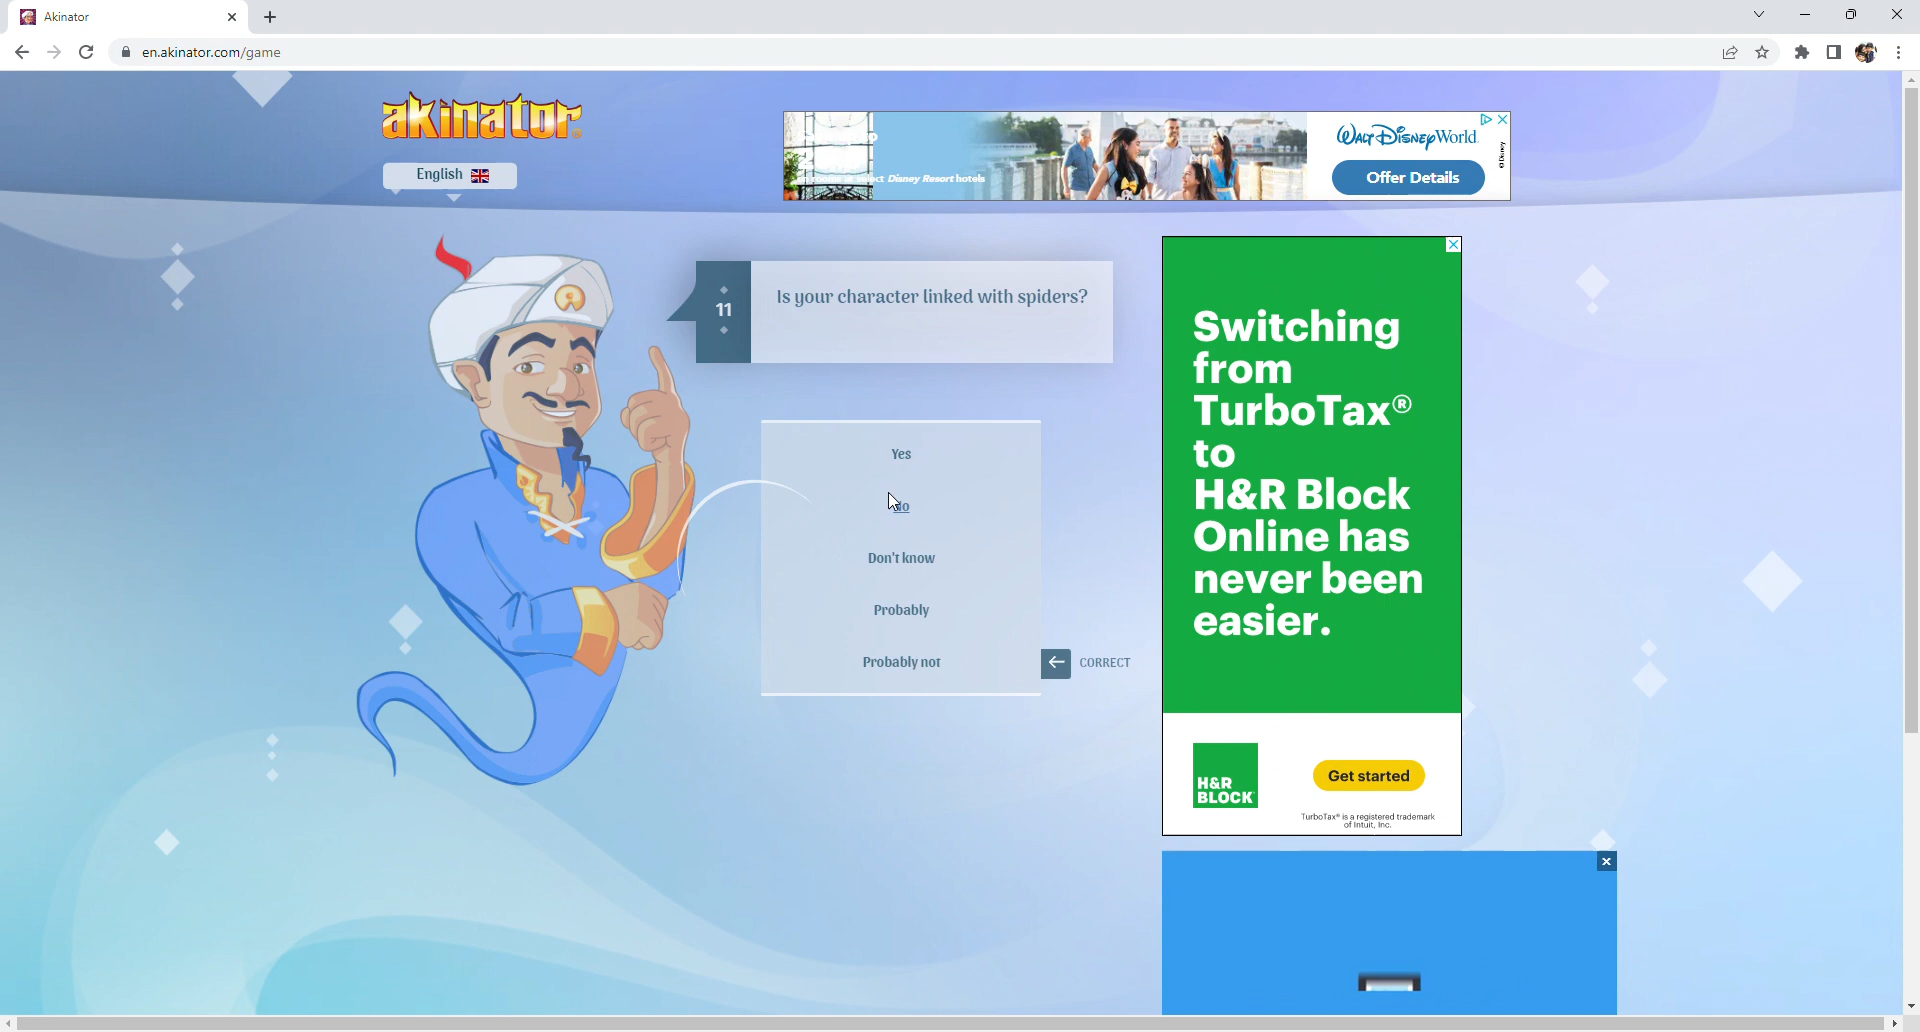 Akinator
en.akinator.com/game
akinator
English
select Disney Resort hotels
Walt Disney World
Offer Details
©Disney
11
Is your character linked with spiders?
Yes
No
Don't know
Probably
Probably not
CORRECT
Switching
from
TurboTax®
to
H&R Block
Online has
never been
easier.
H&R
BLOCK
Get started
TurboTax® is a registered trademark
of Intuit, Inc.